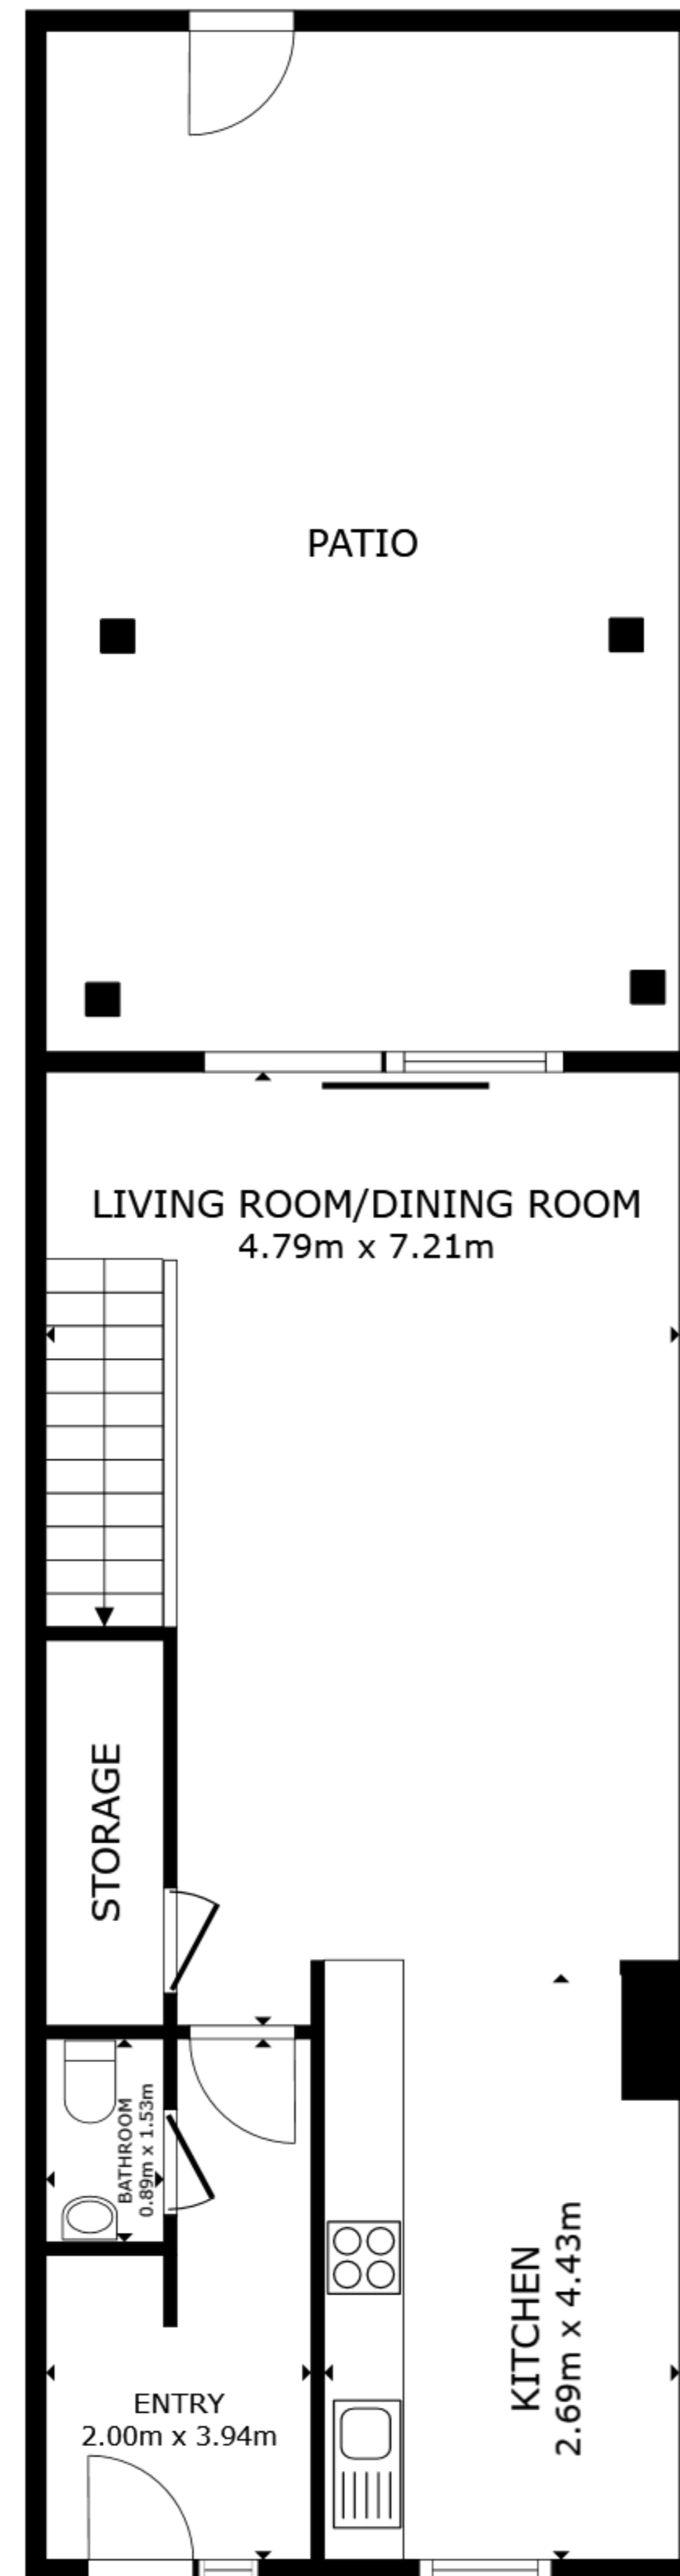 PATIO
LIVING ROOM/DINING ROOM
4.79m x 7.21m
STORAGE
BATHROOM
0.89m x 1.53m
KITCHEN
2.69m x 4.43m
ENTRY
2.00m x 3.94m